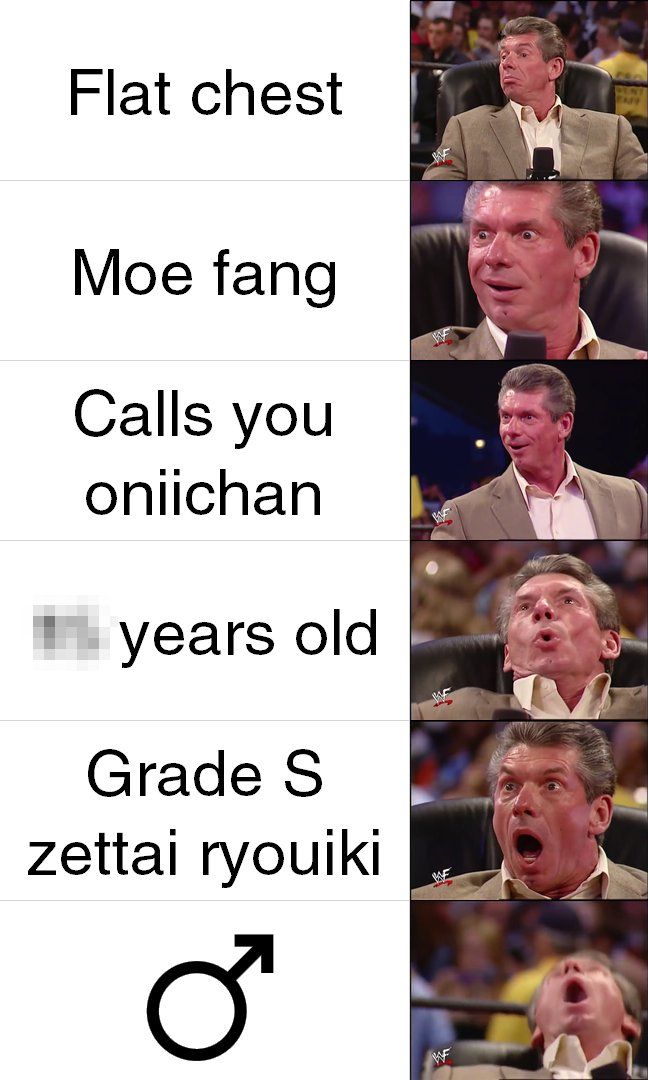 Flat chest
Moe fang
Calls you
oniichan
years old
Grade S
zettai ryouiki
♂